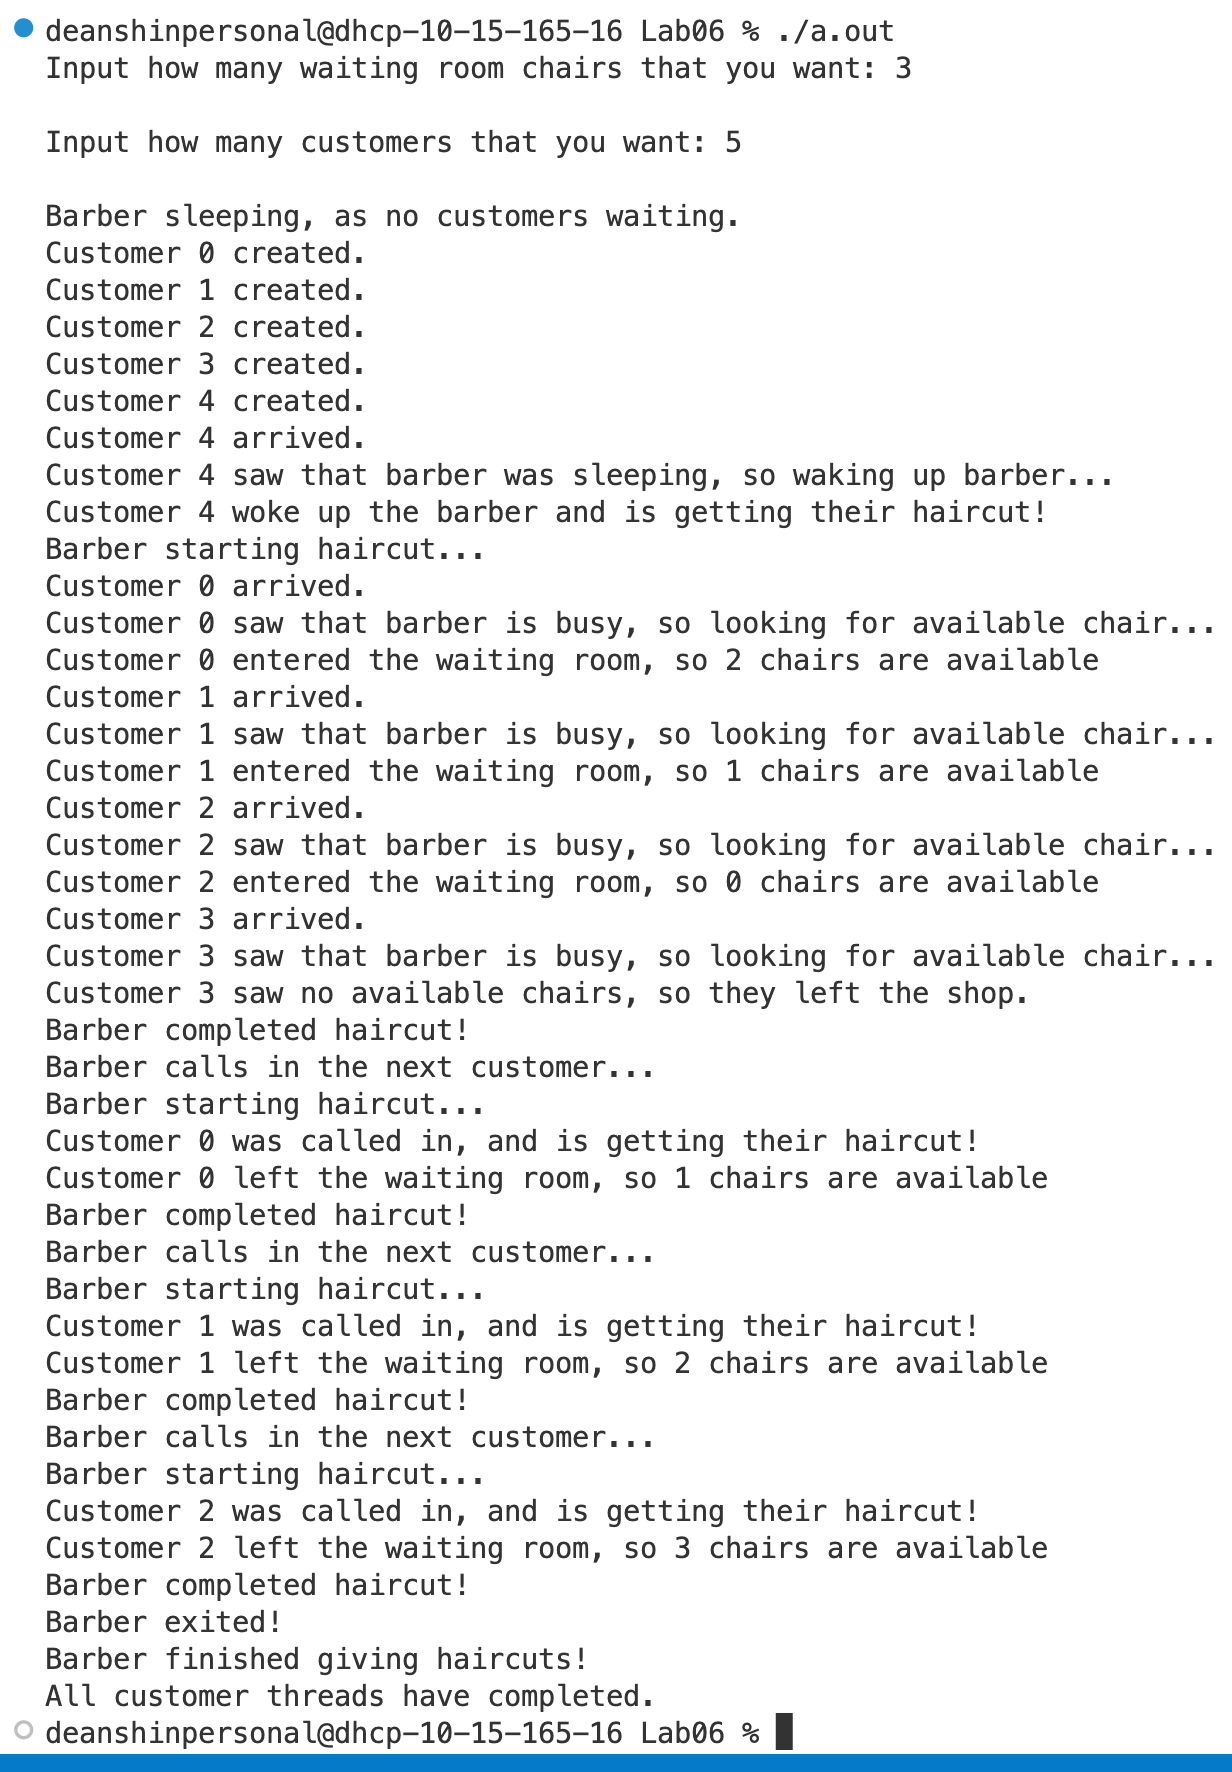 deanshinpersonal@dhcp-10-15-165-16 Lab06 % ./a.out
Input how many waiting room chairs that you want: 3
Input how many customers that you want: 5
Barber sleeping, as no customers waiting.
Customer 0 created.
Customer 1 created.
Customer 2 created.
Customer 3 created.
Customer 4 created.
Customer 4 arrived.
Customer 4 saw that barber was sleeping, so waking up barber...
Customer 4 woke up the barber and is getting their haircut!
Barber starting haircut...
Customer 0 arrived.
Customer 0 saw that barber is busy, so looking for available chair...
Customer 0 entered the waiting room, so 2 chairs are available
Customer 1 arrived.
Customer 1 saw that barber is busy, so looking for available chair...
Customer 1 entered the waiting room, so 1 chairs are available
Customer 2 arrived.
Customer 2 saw that barber is busy, so looking for available chair...
Customer 2 entered the waiting room, so 0 chairs are available
Customer 3 arrived.
Customer 3 saw that barber is busy, so looking for available chair...
Customer 3 saw no available chairs, so they left the shop.
Barber completed haircut!
Barber calls in the next customer...
Barber starting haircut...
Customer 0 was called in, and is getting their haircut!
Customer 0 left the waiting room, so 1 chairs are available
Barber completed haircut!
Barber calls in the next customer...
Barber starting haircut...
Customer 1 was called in, and is getting their haircut!
Customer 1 left the waiting room, so 2 chairs are available
Barber completed haircut!
Barber calls in the next customer...
Barber starting haircut...
Customer 2 was called in, and is getting their haircut!
Customer 2 left the waiting room, so 3 chairs are available
Barber completed haircut!
Barber exited!
Barber finished giving haircuts!
All customer threads have completed.
deanshinpersonal@dhcp-10-15-165-16 Lab06 %